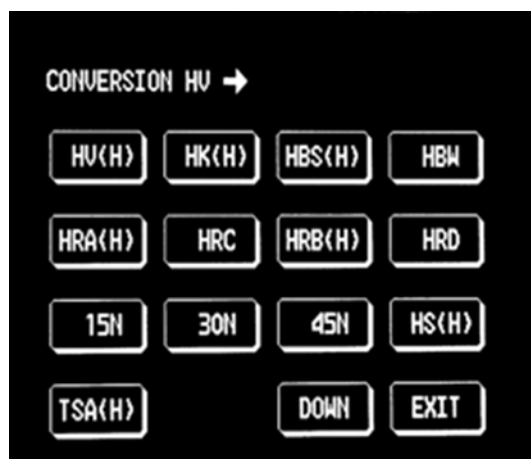 CONVERSION HV →
HV(H) HK(H) HBS(H) HBW
HRA(H) HRC HRB(H) HRD
15N 30N 45N HS(H)
TSA(H) DOWN EXIT